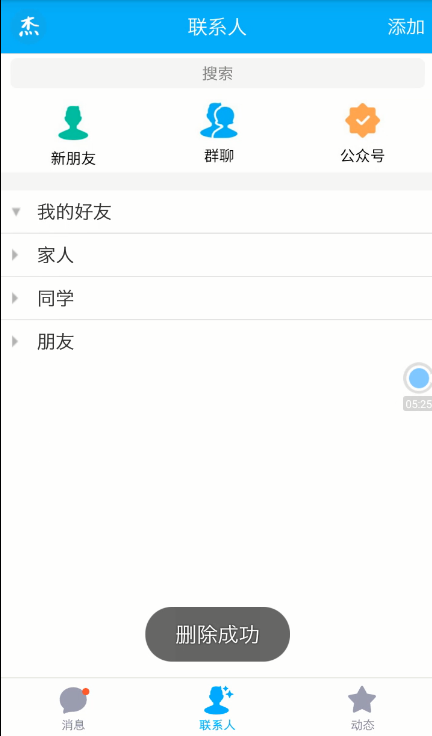 杰 联系人 添加
搜索
新朋友 群聊 公众号
我的好友
家人
同学
朋友
05:25
删除成功
消息 联系人 动态